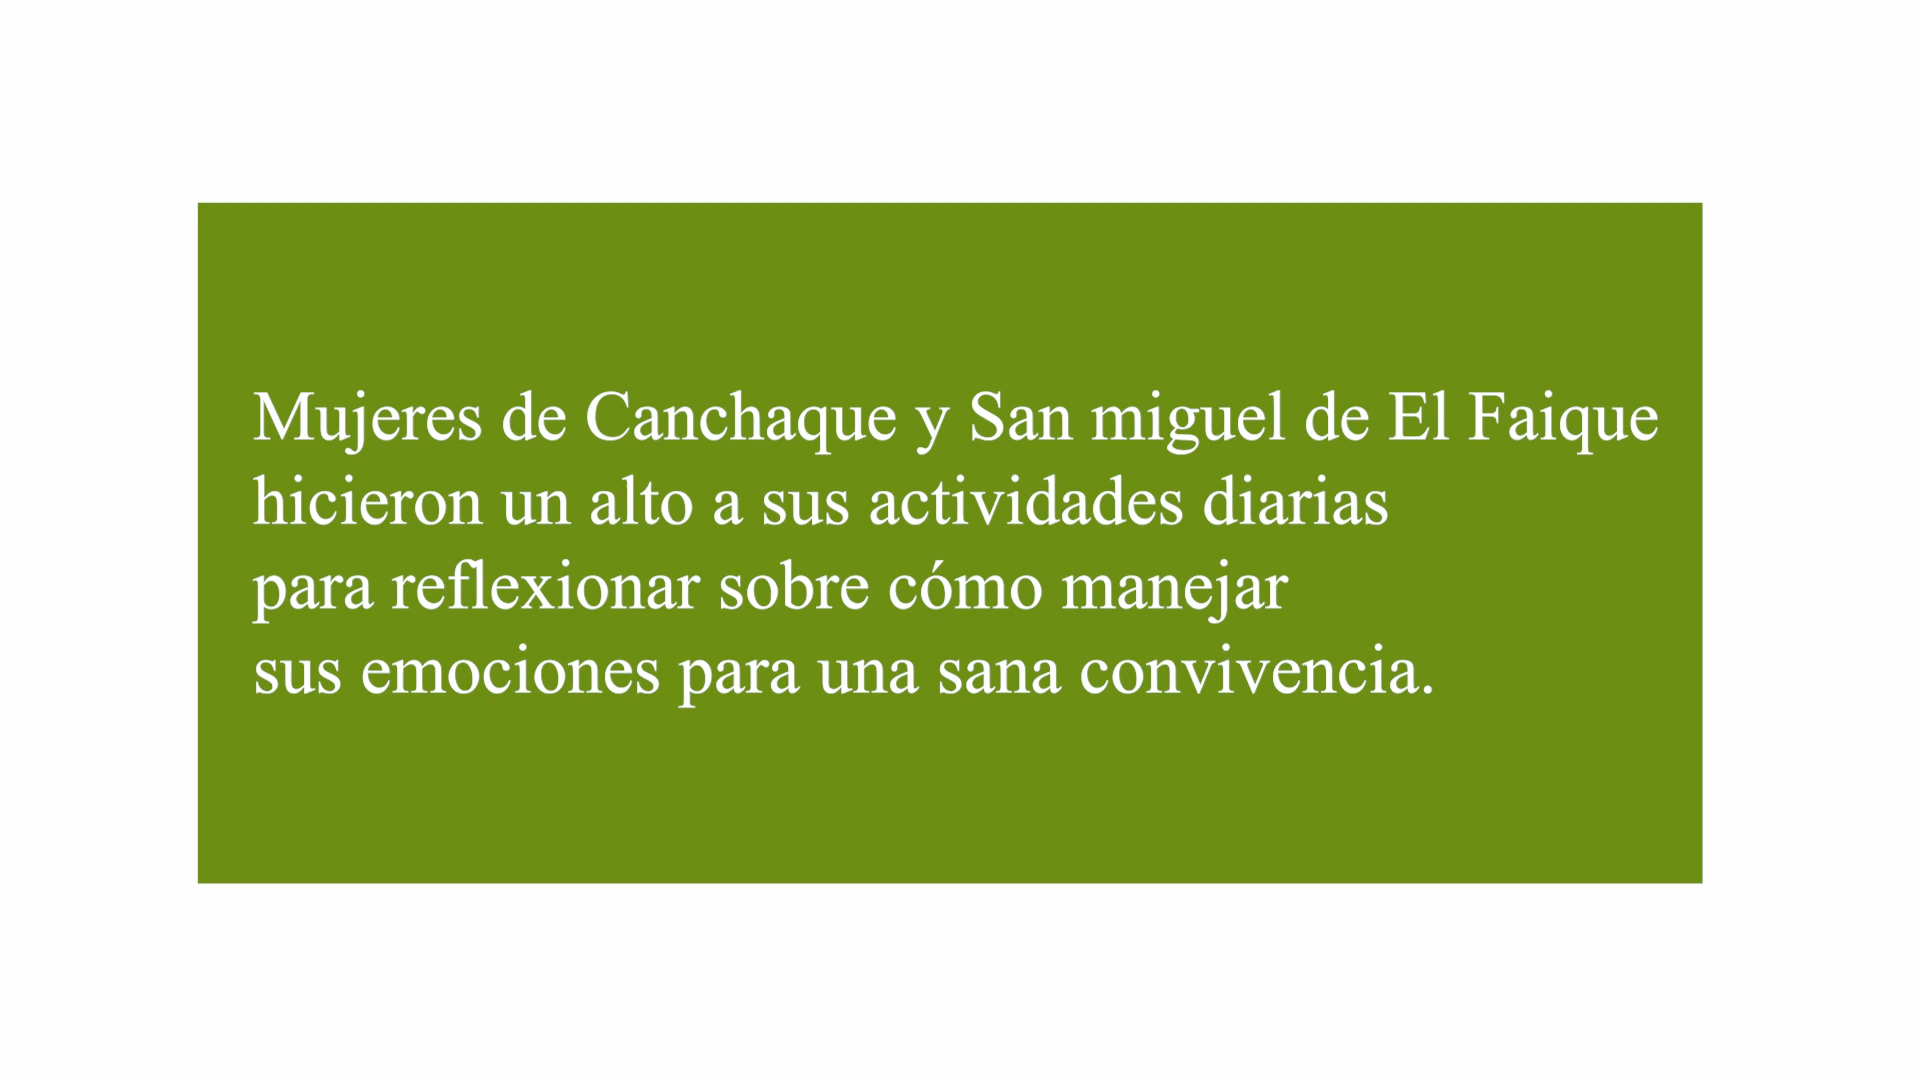 Mujeres de Canchaque y San miguel de El Faique
hicieron un alto a sus actividades diarias
para reflexionar sobre cómo manejar
sus emociones para una sana convivencia.